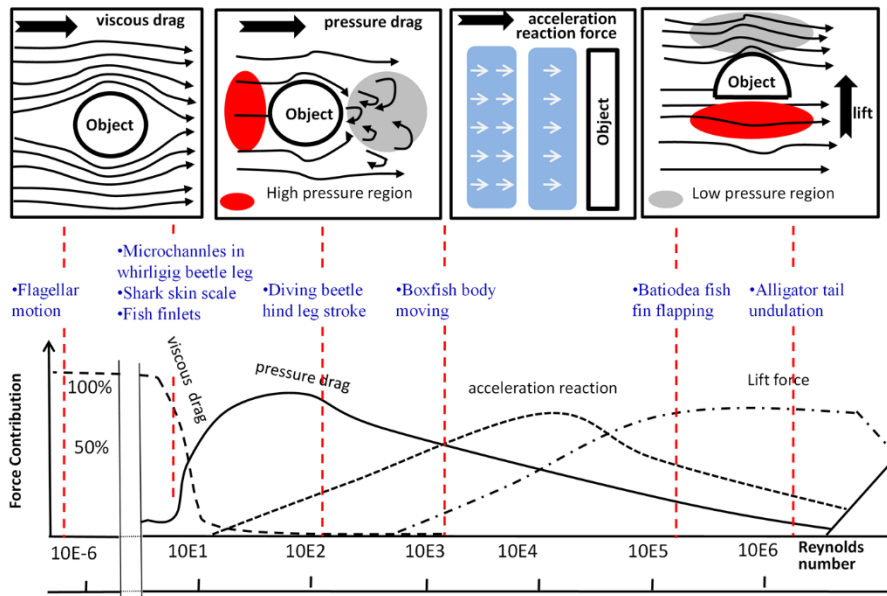 viscous drag
Object
pressure drag
Object
High pressure region
acceleration
reaction force
Object
Object
lift
Low pressure region
•Flagellar
motion
•Microchannles in
whirligig beetle leg
•Shark skin scale
•Fish finlets
•Diving beetle
hind leg stroke
•Boxfish body
moving
•Batiodea fish
fin flapping
•Alligator tail
undulation
Force Contribution
100%
50%
viscous drag
pressure drag
acceleration reaction
Lift force
10E-6
10E1
10E2
10E3
10E4
10E5
10E6
Reynolds
number